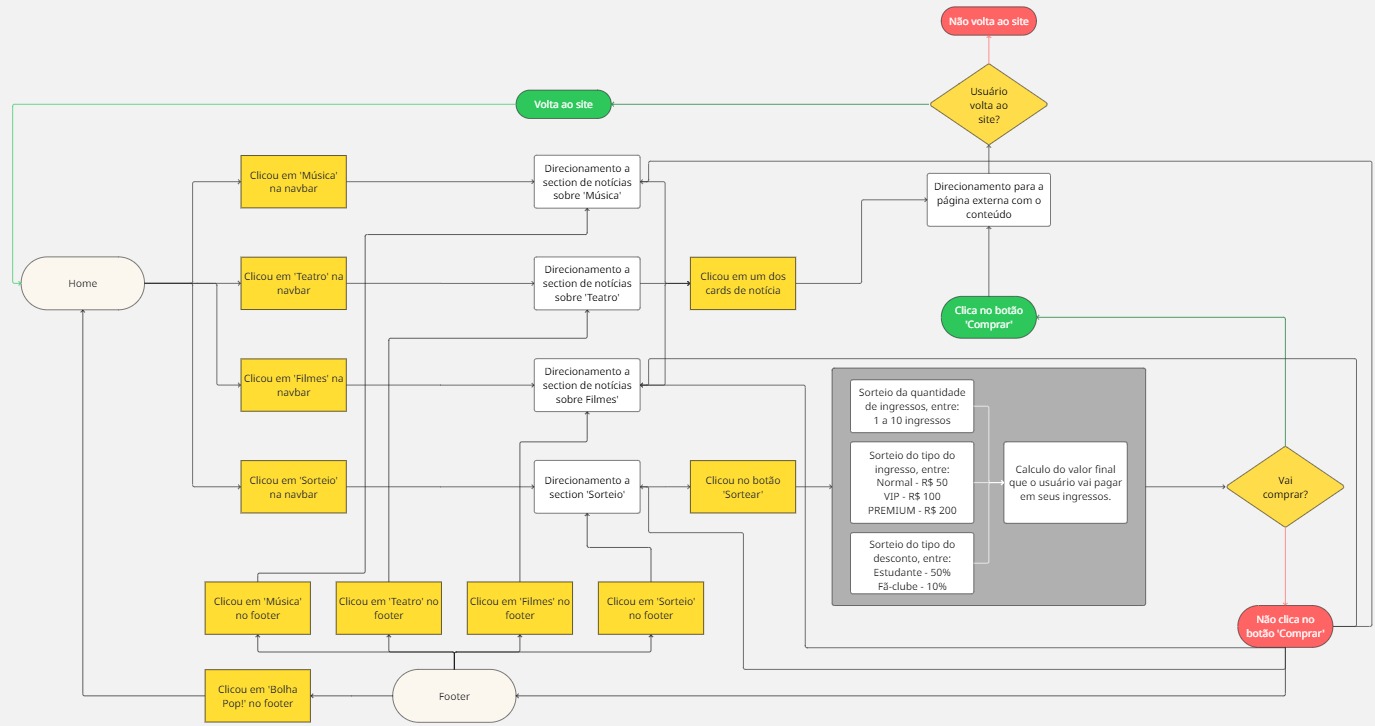 Não volta ao site
Usuário
volta ao
site?
Volta ao site
Clicou em 'Música'
na navbar
Direcionamento a
section de notícias
sobre 'Música'
Direcionamento para a
página externa com o
conteúdo
Home
Clicou em 'Teatro' na
navbar
Direcionamento a
section de notícias
sobre 'Teatro'
Clicou em um dos
cards de notícia
Clica no botão
'Comprar'
Clicou em 'Filmes' na
navbar
Direcionamento a
section de notícias
sobre Filmes'
Sorteio da quantidade
de ingressos, entre:
1 a 10 ingressos
Clicou em 'Sorteio'
na navbar
Direcionamento a
section 'Sorteio'
Clicou no botão
'Sortear'
Sorteio do tipo do
ingresso, entre:
Normal - R$ 50
VIP - R$ 100
PREMIUM - R$ 200
Calculo do valor final
que o usuário vai pagar
em seus ingressos.
Vai
comprar?
Sorteio do tipo do
desconto, entre:
Estudante - 50%
Fã-clube - 10%
Clicou em 'Música'
no footer
Clicou em 'Teatro' no
footer
Clicou em 'Filmes' no
footer
Clicou em 'Sorteio'
no footer
Não clica no
botão 'Comprar'
Clicou em 'Bolha
Pop!' no footer
Footer